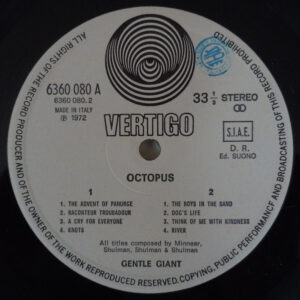 ALL RIGHTS OF THE RECORD PRODUCER AND OF THE OWNER OF THE WORK REPRODUCED RESERVED. COPYING, PUBLIC PERFORMANCE AND BROADCASTING OF THIS RECORD PROHIBITED
6360 080 A
6360 080.2
MADE IN ITALY
℗ 1972
33 1/3 STEREO
S.I.A.E.
D. R.
Ed. SUONO
VERTIGO
OCTOPUS
1
1. THE ADVENT OF PANURGE
2. RACONTEUR TROUBADOUR
3. A CRY FOR EVERYONE
4. KNOTS
2
1. THE BOYS IN THE BAND
2. DOG'S LIFE
3. THINK OF ME WITH KINDNESS
4. RIVER
All titles composed by Minnear,
Shulman, Shulman & Shulman
GENTLE GIANT